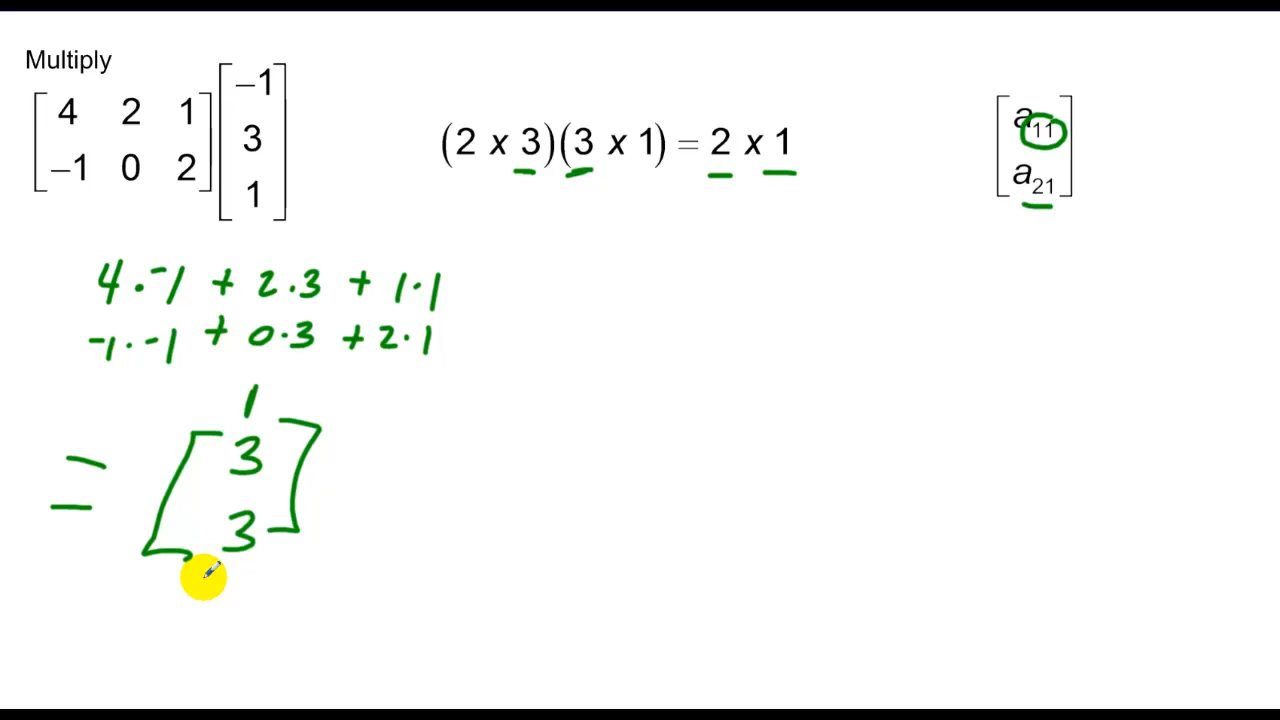 Multiply
[4 2 1
−1 0 2] [−1
3
1]
(2 x 3)(3 x 1) = 2 x 1
[a11
a21]
4 · -1 + 2 · 3 + 1 · 1
-1 · -1 + 0 · 3 + 2 · 1
1
= [3
3]